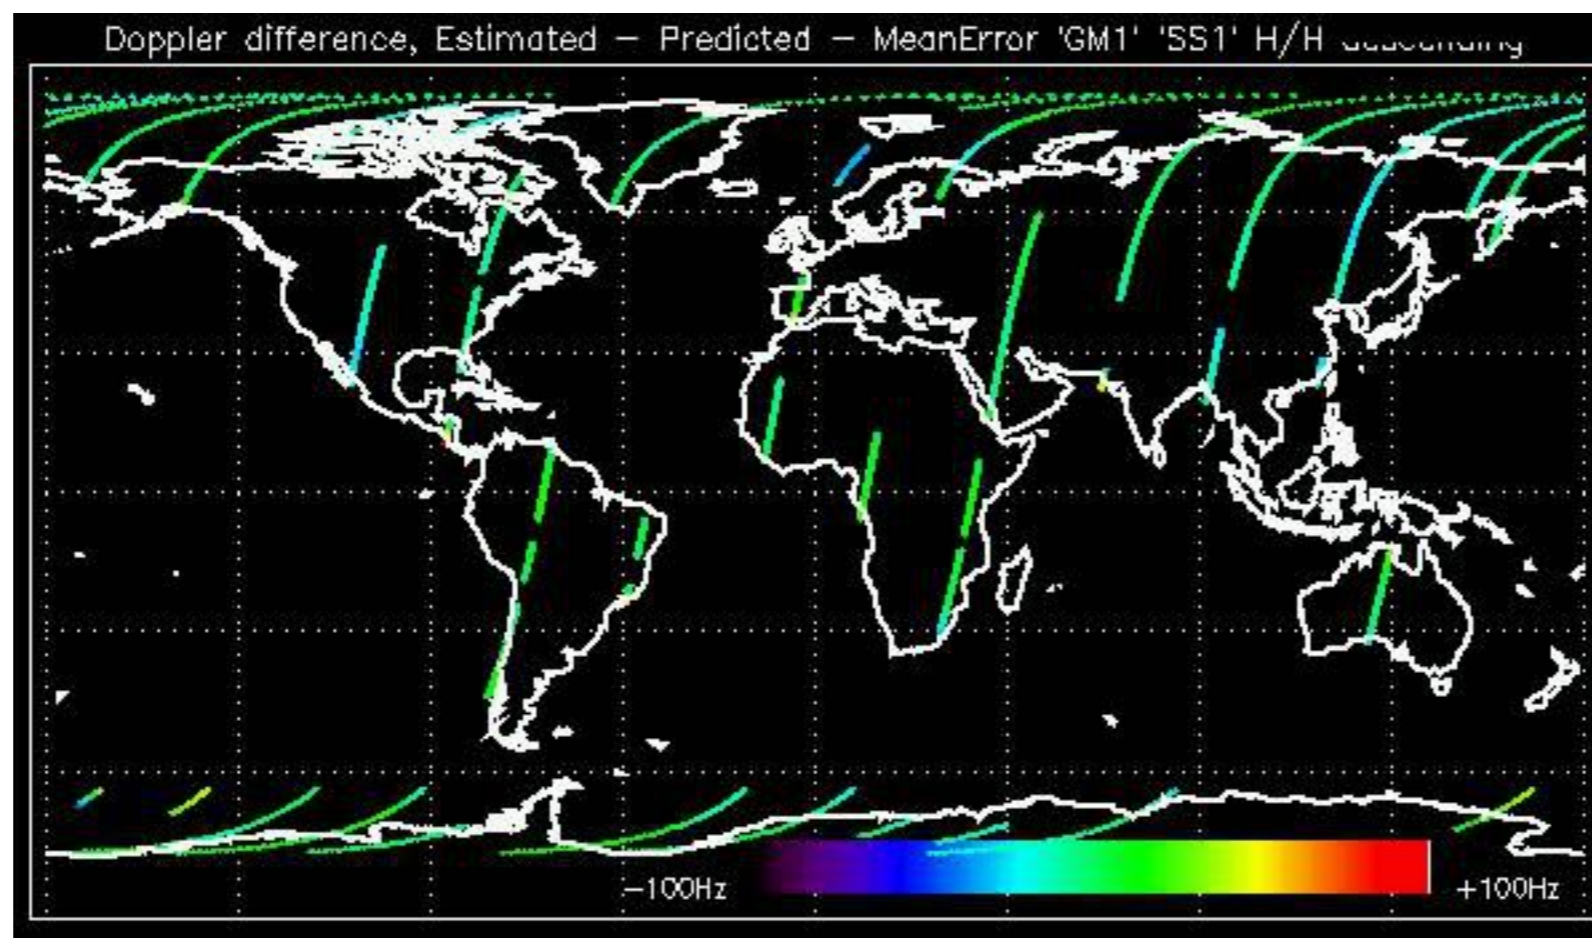 Doppler difference, Estimated − Predicted − MeanError 'GM1' 'SS1' H/H
−100Hz
+100Hz